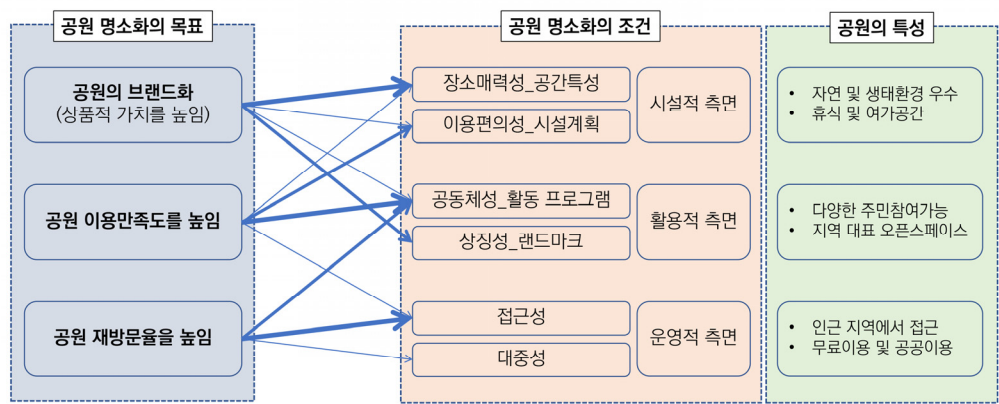 공원 명소화의 목표
공원의 브랜드화
(상품적 가치를 높임)
공원 이용만족도를 높임
공원 재방문율을 높임
공원 명소화의 조건
장소매력성_공간특성
이용편의성_시설계획
시설적 측면
공동체성_활동 프로그램
상징성_랜드마크
활용적 측면
접근성
대중성
운영적 측면
공원의 특성
• 자연 및 생태환경 우수
• 휴식 및 여가공간
• 다양한 주민참여가능
• 지역 대표 오픈스페이스
• 인근 지역에서 접근
• 무료이용 및 공공이용